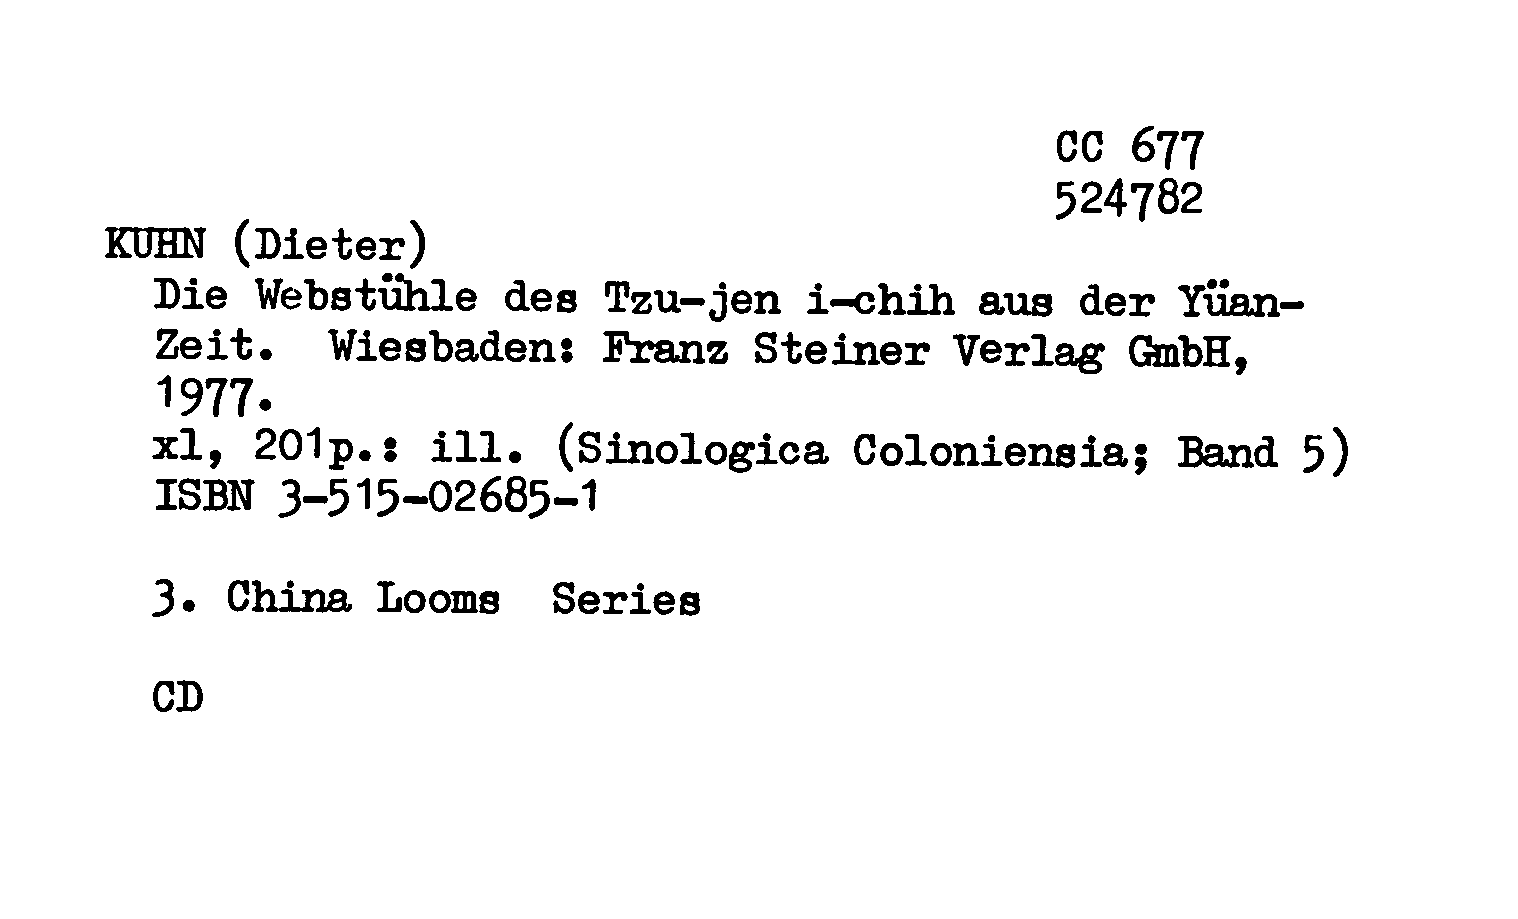 CC 677
524782
KUHN (Dieter)
Die Webstühle des Tzu-jen i-chih aus der Yüan-
Zeit. Wiesbaden: Franz Steiner Verlag GmbH,
1977.
xl, 201p.: ill. (Sinologica Coloniensia; Band 5)
ISBN 3-515-02685-1
3. China Looms Series
CD